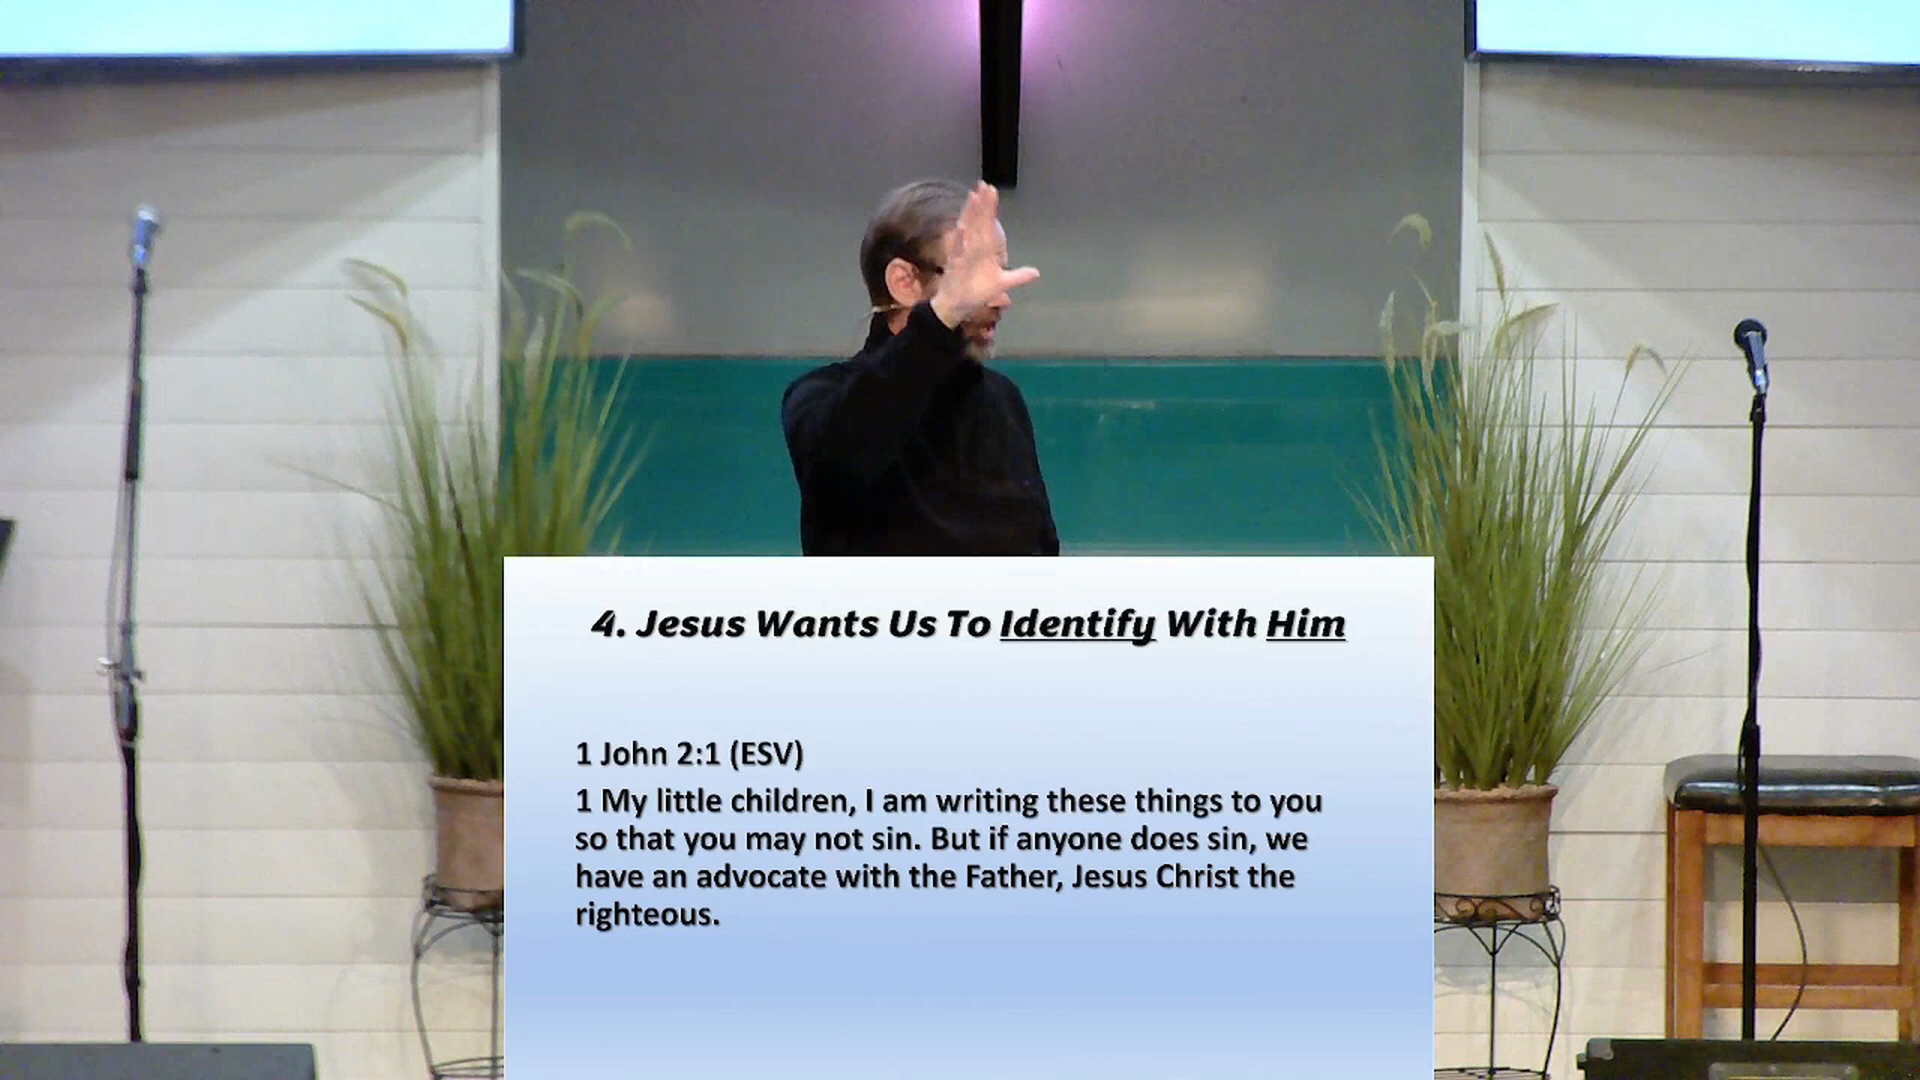 4. Jesus Wants Us To Identify With Him
1 John 2:1 (ESV)
1 My little children, I am writing these things to you
so that you may not sin. But if anyone does sin, we
have an advocate with the Father, Jesus Christ the
righteous.